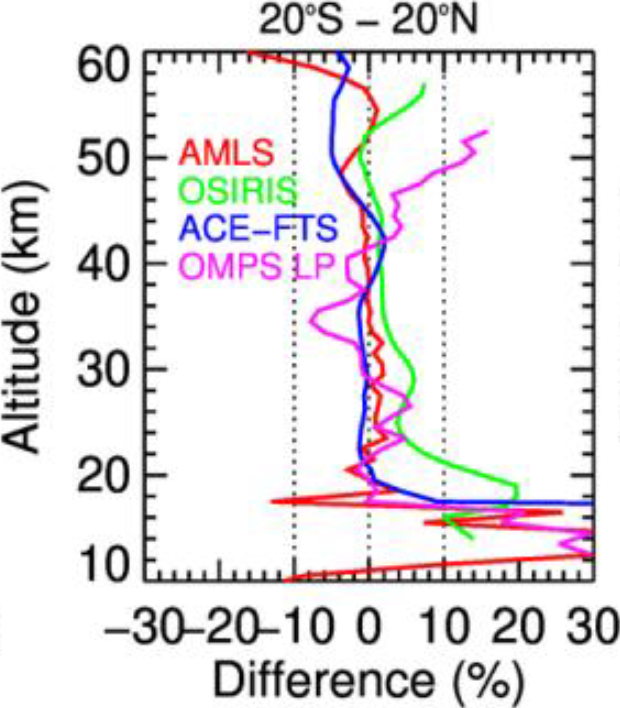 20°S − 20°N
60
50
40
30
20
10
Altitude (km)
AMLS
OSIRIS
ACE−FTS
OMPS LP
−30 −20 −10 0 10 20 30
Difference (%)